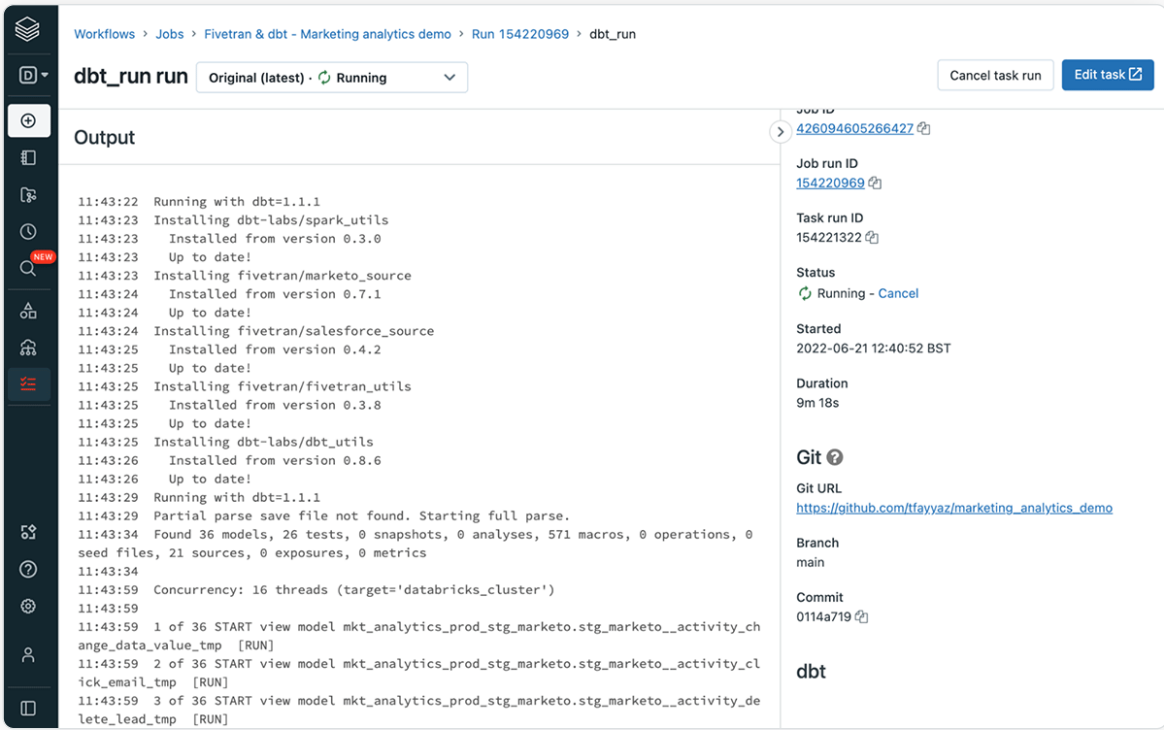 Workflows > Jobs > Fivetran & dbt - Marketing analytics demo > Run 154220969 > dbt_run
D
dbt_run run
Original (latest) · Running
Cancel task run
Edit task
NEW
Output
11:43:22 Running with dbt=1.1.1
11:43:23 Installing dbt-labs/spark_utils
11:43:23 Installed from version 0.3.0
11:43:23 Up to date!
11:43:23 Installing fivetran/marketo_source
11:43:24 Installed from version 0.7.1
11:43:24 Up to date!
11:43:24 Installing fivetran/salesforce_source
11:43:25 Installed from version 0.4.2
11:43:25 Up to date!
11:43:25 Installing fivetran/fivetran_utils
11:43:25 Installed from version 0.3.8
11:43:25 Up to date!
11:43:25 Installing dbt-labs/dbt_utils
11:43:26 Installed from version 0.8.6
11:43:26 Up to date!
11:43:29 Running with dbt=1.1.1
11:43:29 Partial parse save file not found. Starting full parse.
11:43:34 Found 36 models, 26 tests, 0 snapshots, 0 analyses, 571 macros, 0 operations, 0
seed files, 21 sources, 0 exposures, 0 metrics
11:43:34
11:43:59 Concurrency: 16 threads (target='databricks_cluster')
11:43:59
11:43:59 1 of 36 START view model mkt_analytics_prod_stg_marketo.stg_marketo__activity_ch
ange_data_value_tmp [RUN]
11:43:59 2 of 36 START view model mkt_analytics_prod_stg_marketo.stg_marketo__activity_cl
ick_email_tmp [RUN]
11:43:59 3 of 36 START view model mkt_analytics_prod_stg_marketo.stg_marketo__activity_de
lete_lead_tmp [RUN]
Job ID
426094605266427
Job run ID
154220969
Task run ID
154221322
Status
Running - Cancel
Started
2022-06-21 12:40:52 BST
Duration
9m 18s
Git
Git URL
https://github.com/tfayyaz/marketing_analytics_demo
Branch
main
Commit
0114a719
dbt